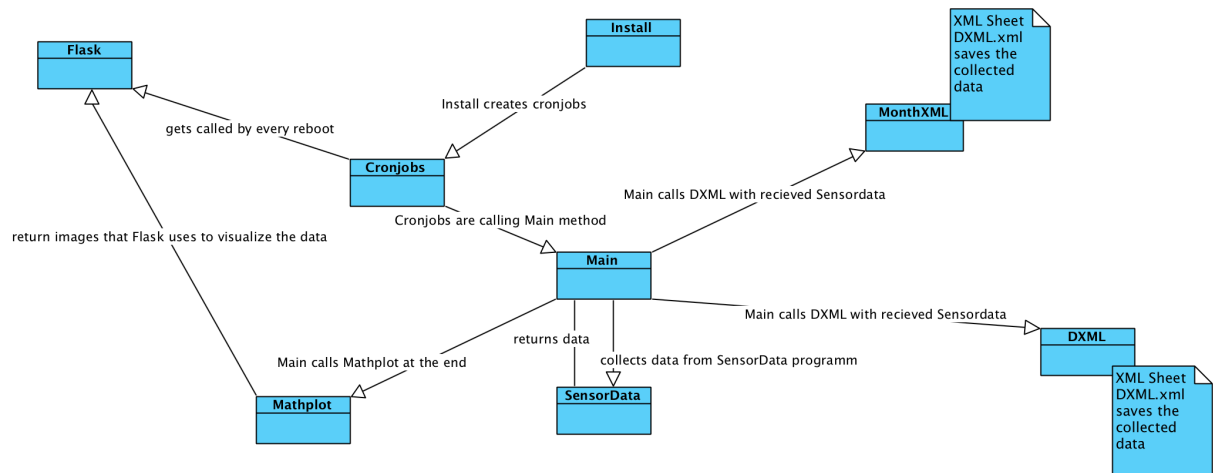 Install
XML Sheet
DXML.xml
saves the
collected
data
Flask
Install creates cronjobs
MonthXML
gets called by every reboot
Cronjobs
Main calls DXML with recieved Sensordata
Cronjobs are calling Main method
return images that Flask uses to visualize the data
Main
Main calls DXML with recieved Sensordata
returns data
DXML
Main calls Mathplot at the end
collects data from SensorData programm
XML Sheet
DXML.xml
saves the
collected
data
SensorData
Mathplot